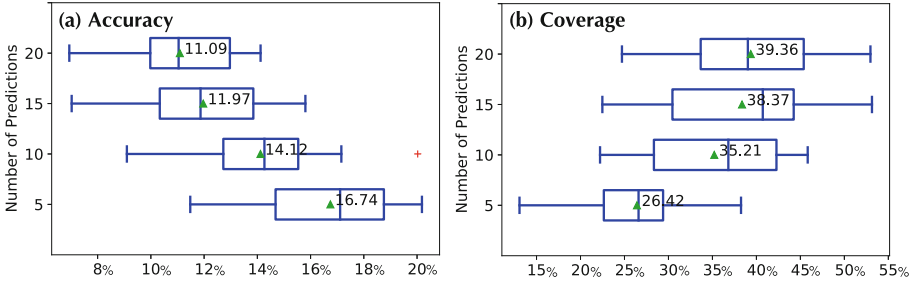 (a) Accuracy
Number of Predictions
20
15
10
5
11.09
11.97
14.12
16.74
8% 10% 12% 14% 16% 18% 20%
(b) Coverage
Number of Predictions
20
15
10
5
39.36
38.37
35.21
26.42
15% 20% 25% 30% 35% 40% 45% 50% 55%